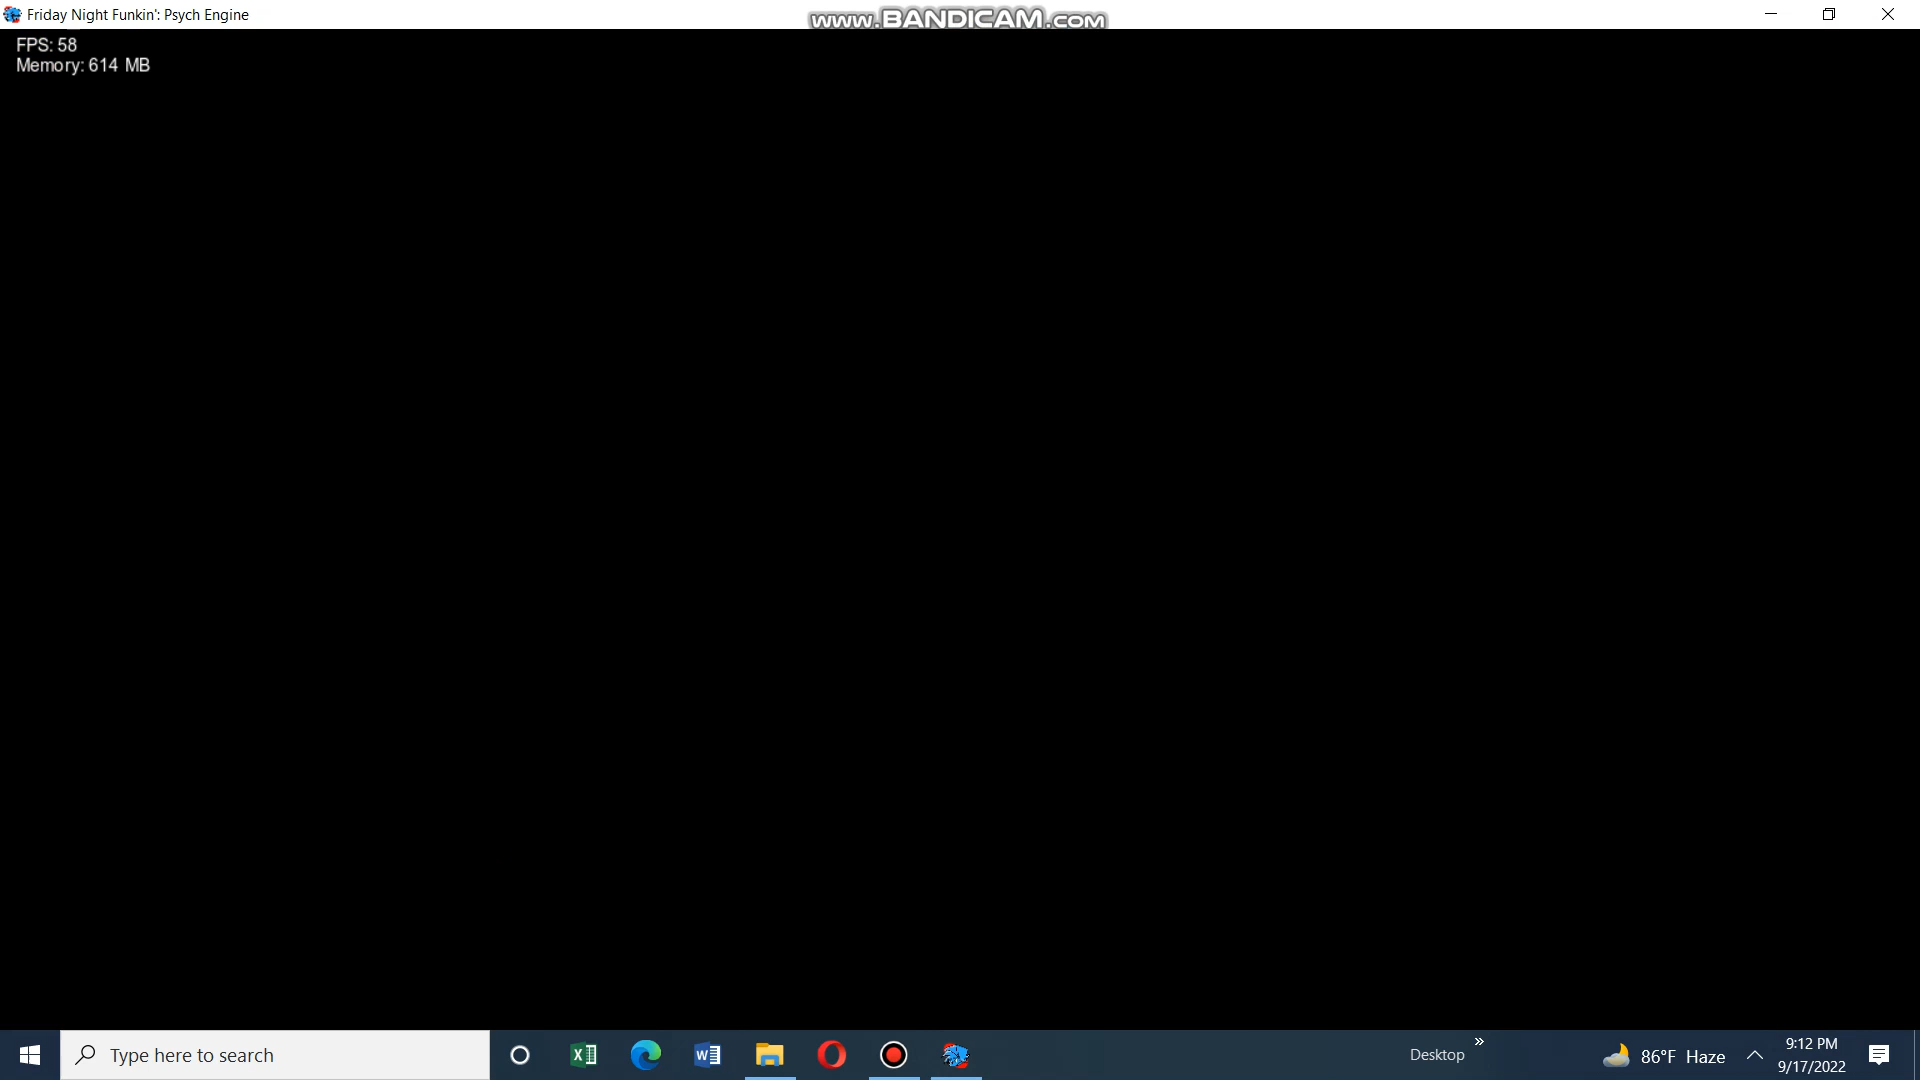 Friday Night Funkin': Psych Engine
www.BANDICAM.com
FPS: 58
Memory: 614 MB
Type here to search
Desktop
86°F Haze
9:12 PM
9/17/2022